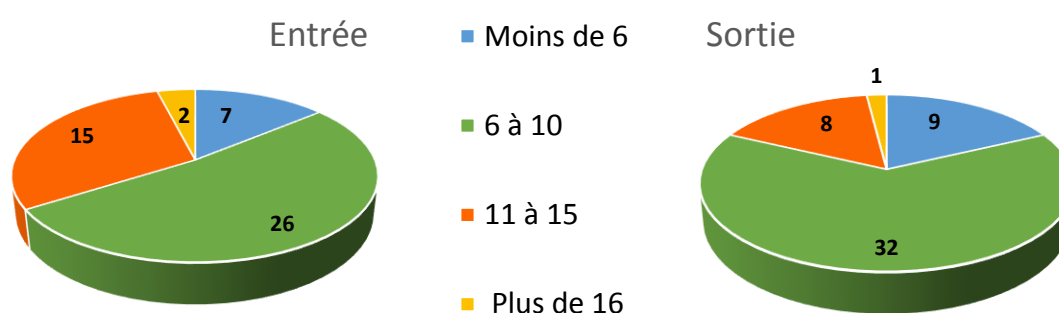 Entrée
2
7
15
26
Moins de 6
6 à 10
11 à 15
Plus de 16
Sortie
1
8
9
32